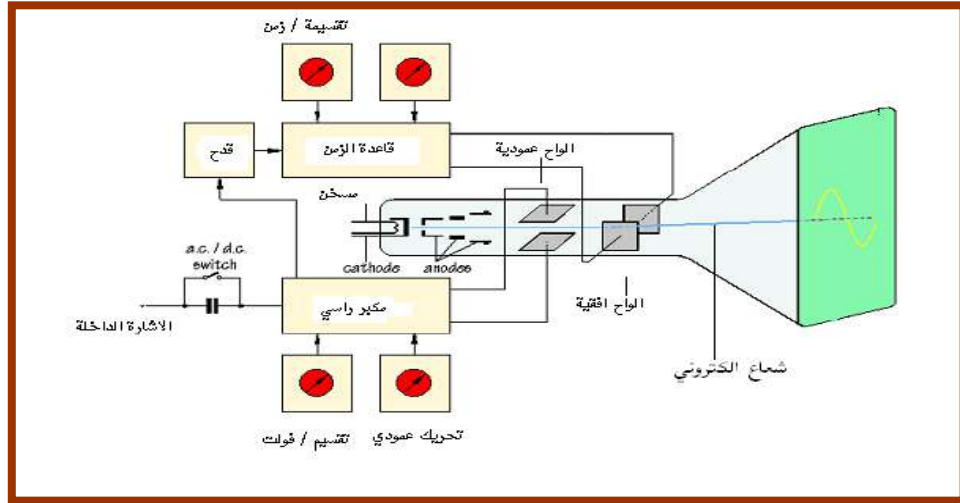 تقسيمة / زمن
قدح
قاعدة الزمن
الواح عمودية
مسخن
a.c. / d.c.
switch
cathode
anodes
الاشارة الداخلة
مكبر راسي
الواح افقية
شعاع الكتروني
تقسيم / فولت
تحريك عمودي